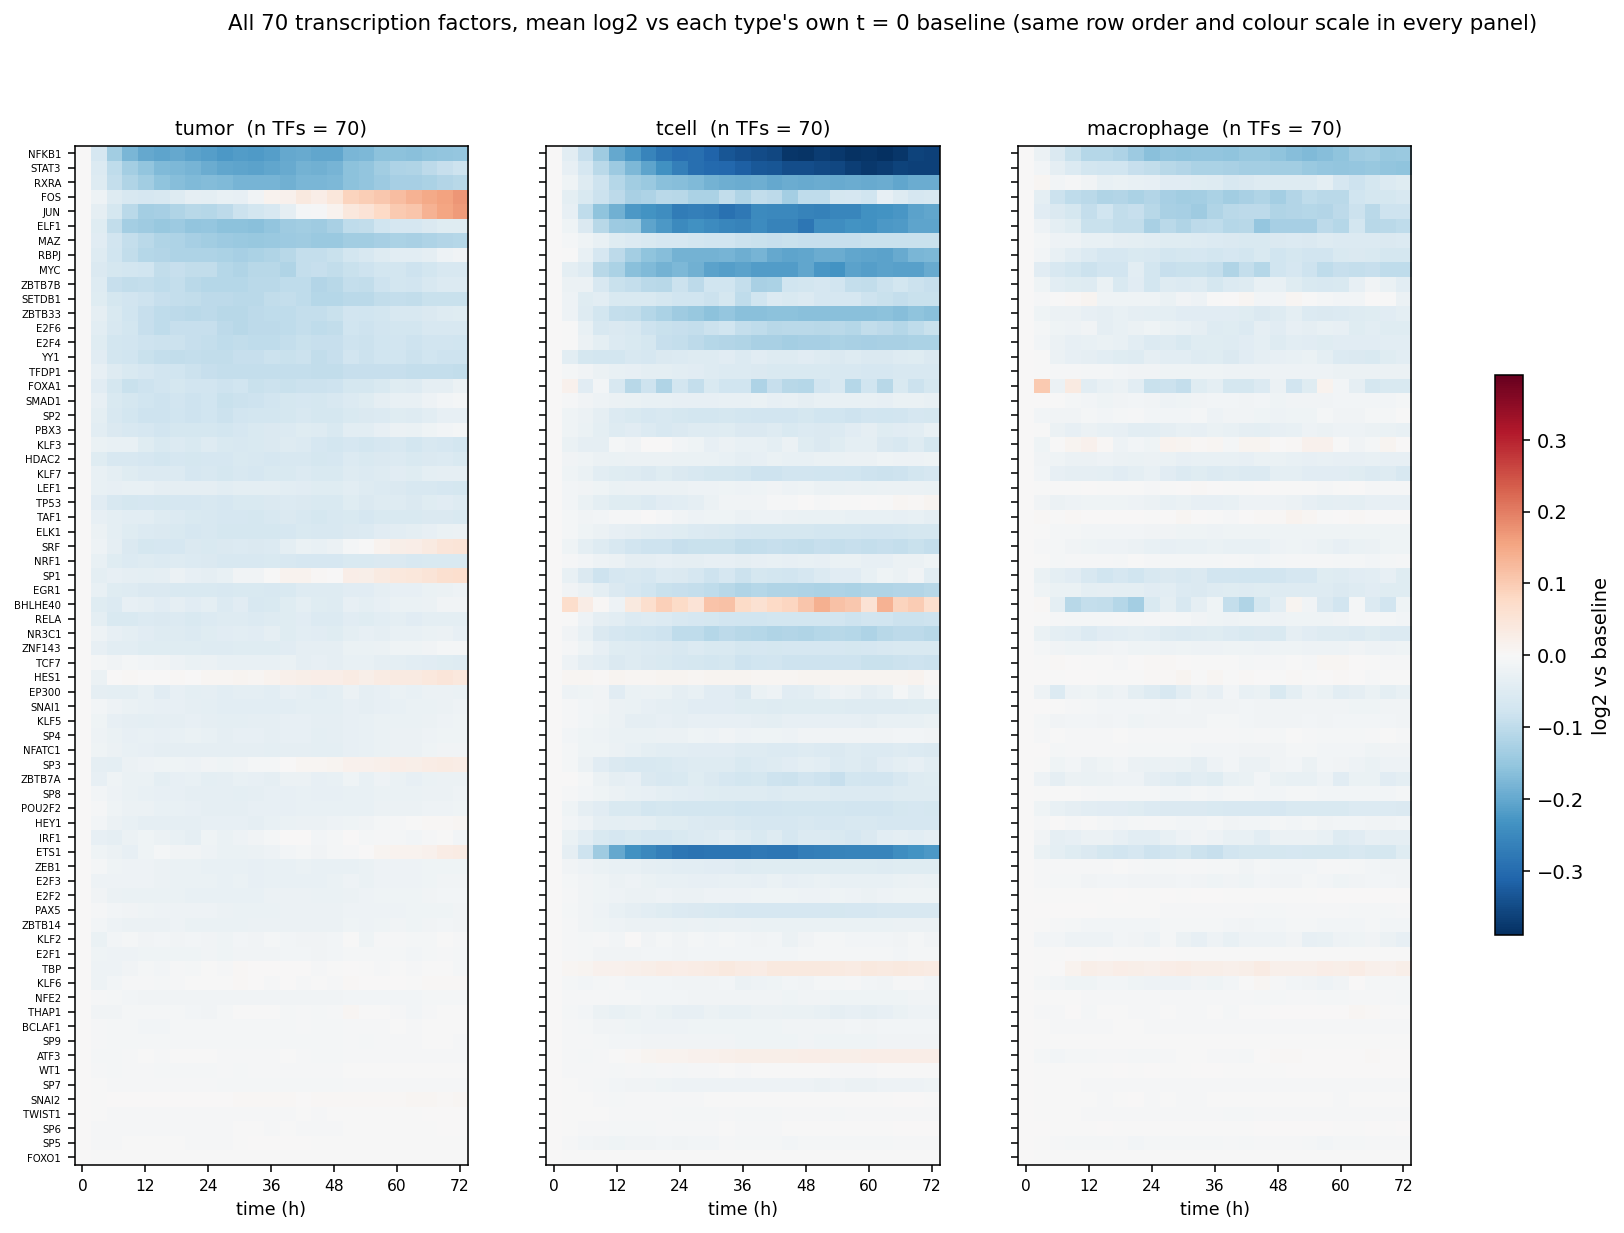 All 70 transcription factors, mean log2 vs each type's own t = 0 baseline (same row order and colour scale in every panel)
tumor  (n TFs = 70)
tcell  (n TFs = 70)
macrophage  (n TFs = 70)
NFKB1
STAT3
RXRA
FOS
JUN
ELF1
MAZ
RBPJ
MYC
ZBTB7B
SETDB1
ZBTB33
E2F6
E2F4
YY1
TFDP1
FOXA1
SMAD1
SP2
PBX3
KLF3
HDAC2
KLF7
LEF1
TP53
TAF1
ELK1
SRF
NRF1
SP1
EGR1
BHLHE40
RELA
NR3C1
ZNF143
TCF7
HES1
EP300
SNAI1
KLF5
SP4
NFATC1
SP3
ZBTB7A
SP8
POU2F2
HEY1
IRF1
ETS1
ZEB1
E2F3
E2F2
PAX5
ZBTB14
KLF2
E2F1
TBP
KLF6
NFE2
THAP1
BCLAF1
SP9
ATF3
WT1
SP7
SNAI2
TWIST1
SP6
SP5
FOXO1
0 12 24 36 48 60 72
time (h)
0 12 24 36 48 60 72
time (h)
0 12 24 36 48 60 72
time (h)
0.3
0.2
0.1
0.0
−0.1
−0.2
−0.3
log2 vs baseline